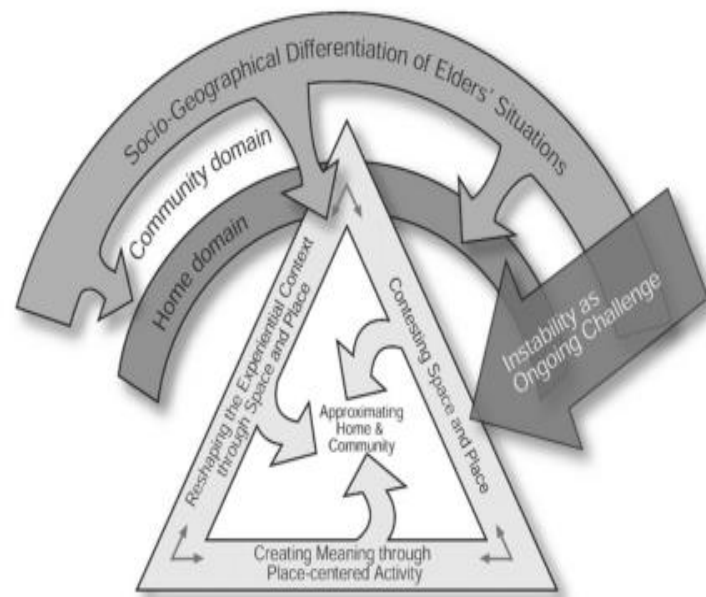 Socio-Geographical Differentiation of Elders' Situations
Community domain
Home domain
Reshaping the Experiential Context
through Space and Place
Contesting Space and Place
Instability as
Ongoing Challenge
Approximating
Home &
Community
Creating Meaning through
Place-centered Activity